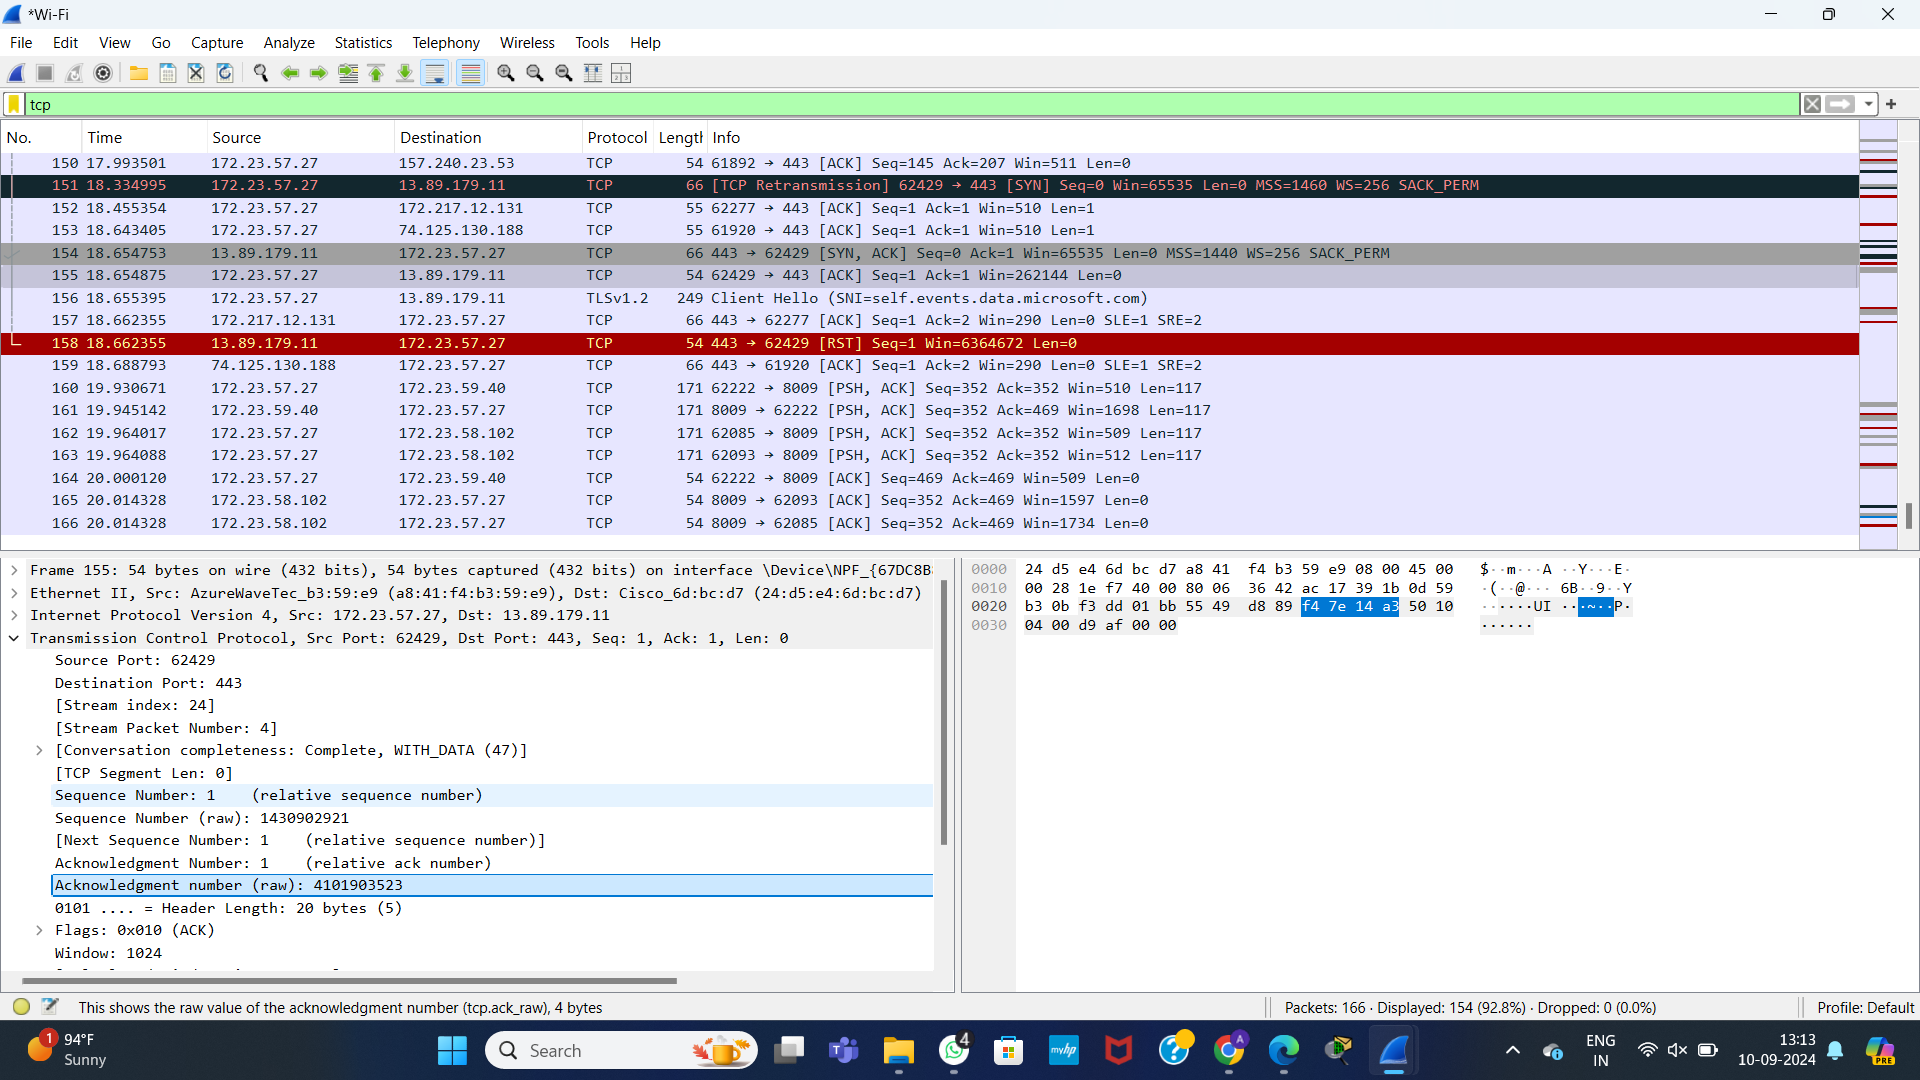 *Wi-Fi
File Edit View Go Capture Analyze Statistics Telephony Wireless Tools Help
tcp
No. Time Source Destination Protocol Length Info
150 17.993501 172.23.57.27 157.240.23.53 TCP 54 61892 → 443 [ACK] Seq=145 Ack=207 Win=511 Len=0
151 18.334995 172.23.57.27 13.89.179.11 TCP 66 [TCP Retransmission] 62429 → 443 [SYN] Seq=0 Win=65535 Len=0 MSS=1460 WS=256 SACK_PERM
152 18.455354 172.23.57.27 172.217.12.131 TCP 55 62277 → 443 [ACK] Seq=1 Ack=1 Win=510 Len=1
153 18.643405 172.23.57.27 74.125.130.188 TCP 55 61920 → 443 [ACK] Seq=1 Ack=1 Win=510 Len=1
154 18.654753 13.89.179.11 172.23.57.27 TCP 66 443 → 62429 [SYN, ACK] Seq=0 Ack=1 Win=65535 Len=0 MSS=1440 WS=256 SACK_PERM
155 18.654875 172.23.57.27 13.89.179.11 TCP 54 62429 → 443 [ACK] Seq=1 Ack=1 Win=262144 Len=0
156 18.655395 172.23.57.27 13.89.179.11 TLSv1.2 249 Client Hello (SNI=self.events.data.microsoft.com)
157 18.662355 172.217.12.131 172.23.57.27 TCP 66 443 → 62277 [ACK] Seq=1 Ack=2 Win=290 Len=0 SLE=1 SRE=2
158 18.662355 13.89.179.11 172.23.57.27 TCP 54 443 → 62429 [RST] Seq=1 Win=6364672 Len=0
159 18.688793 74.125.130.188 172.23.57.27 TCP 66 443 → 61920 [ACK] Seq=1 Ack=2 Win=290 Len=0 SLE=1 SRE=2
160 19.930671 172.23.57.27 172.23.59.40 TCP 171 62222 → 8009 [PSH, ACK] Seq=352 Ack=352 Win=510 Len=117
161 19.945142 172.23.59.40 172.23.57.27 TCP 171 8009 → 62222 [PSH, ACK] Seq=352 Ack=469 Win=1698 Len=117
162 19.964017 172.23.57.27 172.23.58.102 TCP 171 62085 → 8009 [PSH, ACK] Seq=352 Ack=352 Win=509 Len=117
163 19.964088 172.23.57.27 172.23.58.102 TCP 171 62093 → 8009 [PSH, ACK] Seq=352 Ack=352 Win=512 Len=117
164 20.000120 172.23.57.27 172.23.59.40 TCP 54 62222 → 8009 [ACK] Seq=469 Ack=469 Win=509 Len=0
165 20.014328 172.23.58.102 172.23.57.27 TCP 54 8009 → 62093 [ACK] Seq=352 Ack=469 Win=1597 Len=0
166 20.014328 172.23.58.102 172.23.57.27 TCP 54 8009 → 62085 [ACK] Seq=352 Ack=469 Win=1734 Len=0
Frame 155: 54 bytes on wire (432 bits), 54 bytes captured (432 bits) on interface \Device\NPF_{67DC8B
Ethernet II, Src: AzureWaveTec_b3:59:e9 (a8:41:f4:b3:59:e9), Dst: Cisco_6d:bc:d7 (24:d5:e4:6d:bc:d7)
Internet Protocol Version 4, Src: 172.23.57.27, Dst: 13.89.179.11
Transmission Control Protocol, Src Port: 62429, Dst Port: 443, Seq: 1, Ack: 1, Len: 0
Source Port: 62429
Destination Port: 443
[Stream index: 24]
[Stream Packet Number: 4]
[Conversation completeness: Complete, WITH_DATA (47)]
[TCP Segment Len: 0]
Sequence Number: 1 (relative sequence number)
Sequence Number (raw): 1430902921
[Next Sequence Number: 1 (relative sequence number)]
Acknowledgment Number: 1 (relative ack number)
Acknowledgment number (raw): 4101903523
0101 .... = Header Length: 20 bytes (5)
Flags: 0x010 (ACK)
Window: 1024
0000 24 d5 e4 6d bc d7 a8 41 f4 b3 59 e9 08 00 45 00 $··m···A ··Y···E·
0010 00 28 1e f7 40 00 80 06 36 42 ac 17 39 1b 0d 59 ·(··@··· 6B··9··Y
0020 b3 0b f3 dd 01 bb 55 49 d8 89 f4 7e 14 a3 50 10 ······UI ···~··P·
0030 04 00 d9 af 00 00 ······
This shows the raw value of the acknowledgment number (tcp.ack_raw), 4 bytes
Packets: 166 · Displayed: 154 (92.8%) · Dropped: 0 (0.0%)
Profile: Default
1
94°F
Sunny
Search
myhp
4
A
ENG
IN
13:13
10-09-2024
PRE